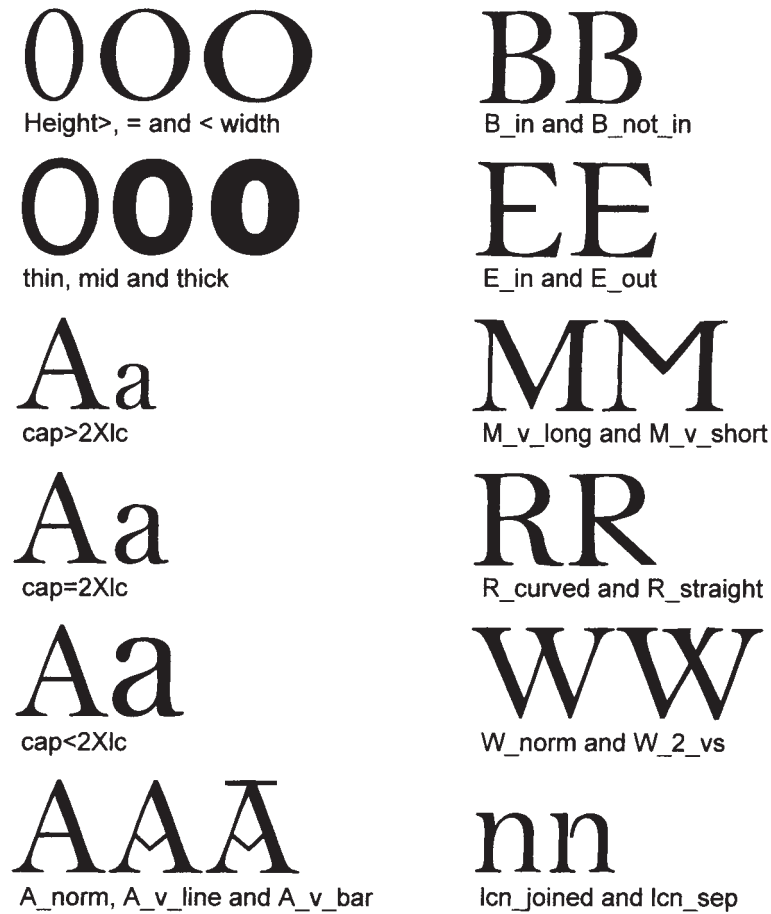 OOO
Height>, = and < width
OOO
thin, mid and thick
Aa
cap>2Xlc
Aa
cap=2Xlc
Aa
cap<2Xlc
AAA
A_norm, A_v_line and A_v_bar
BB
B_in and B_not_in
EE
E_in and E_out
MM
M_v_long and M_v_short
RR
R_curved and R_straight
WW
W_norm and W_2_vs
nn
lcn_joined and lcn_sep